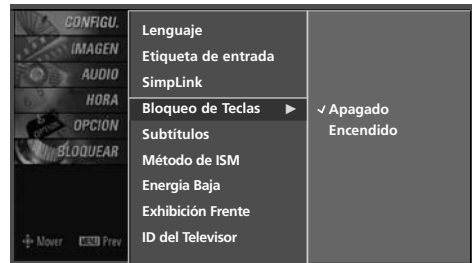 CONFIGU.
IMAGEN
AUDIO
HORA
OPCION
BLOQUEAR
Mover MENU Prev
Lenguaje
Etiqueta de entrada
SimpLink
Bloqueo de Teclas ►
Subtítulos
Método de ISM
Energia Baja
Exhibición Frente
ID del Televisor
✓ Apagado
Encendido